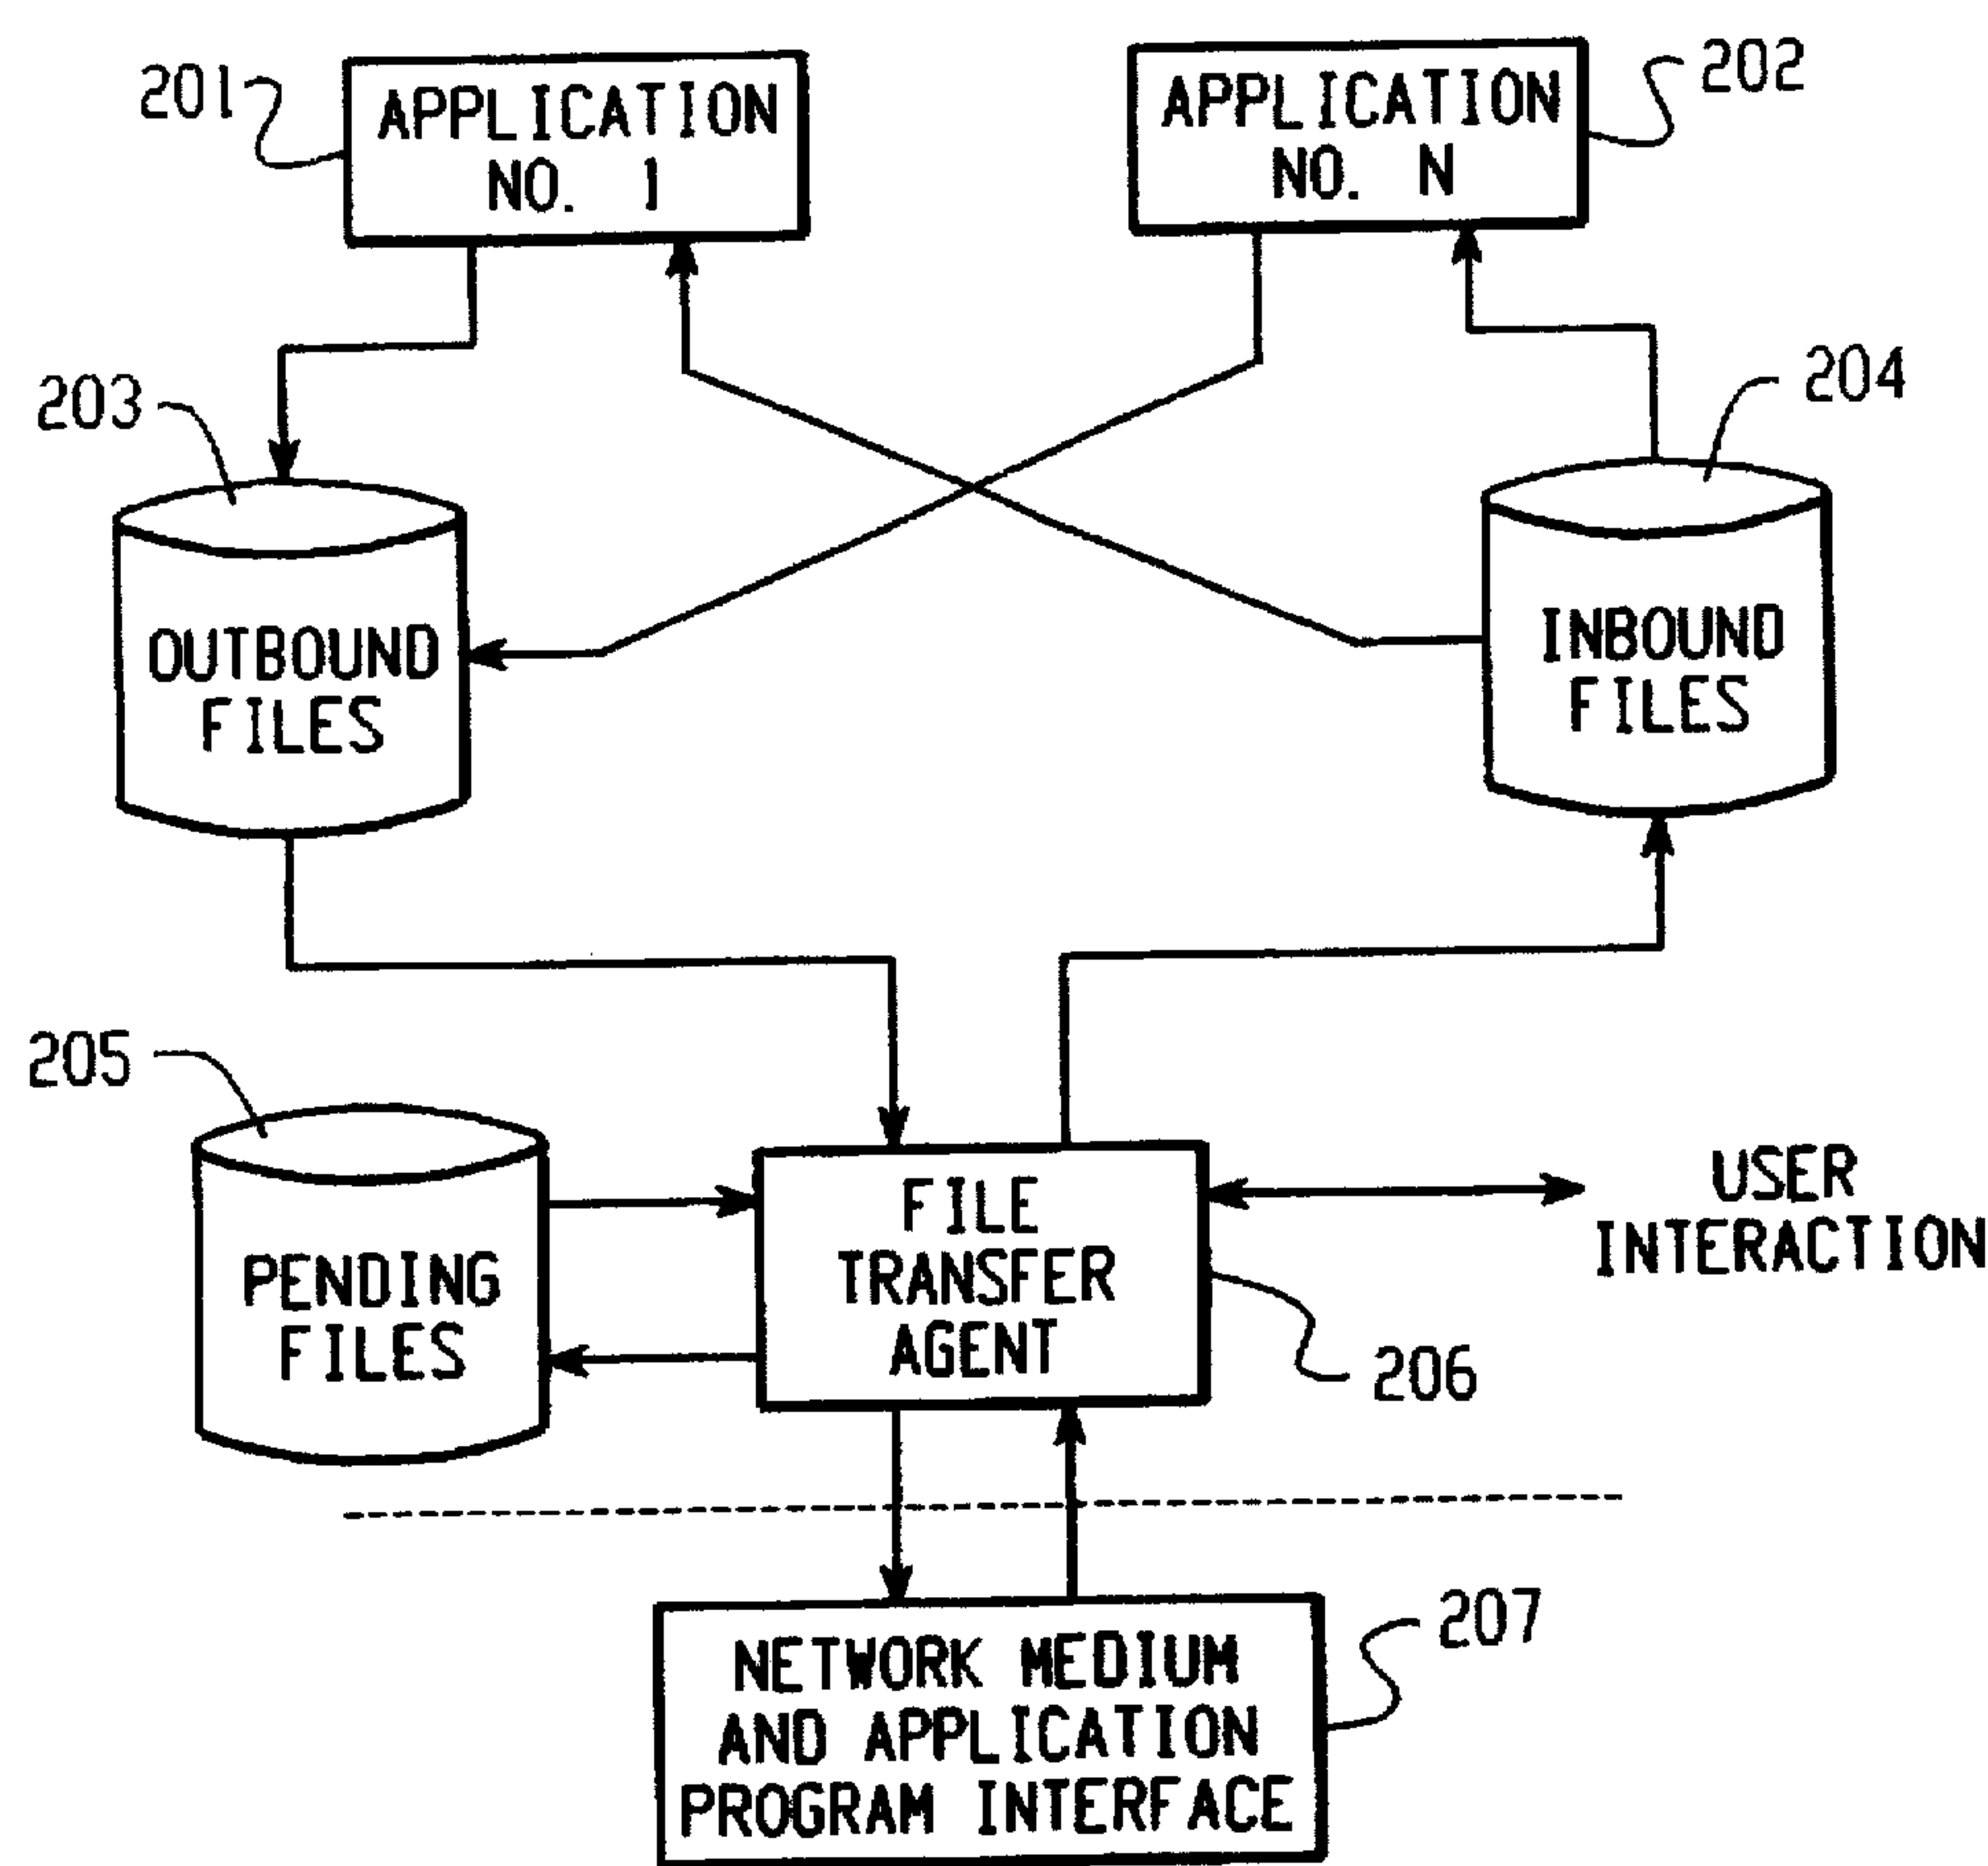 201
APPLICATION
NO. 1
APPLICATION
NO. N
202
203
204
OUTBOUND
FILES
INBOUND
FILES
205
PENDING
FILES
FILE
TRANSFER
AGENT
USER
INTERACTION
206
207
NETWORK MEDIUM
AND APPLICATION
PROGRAM INTERFACE